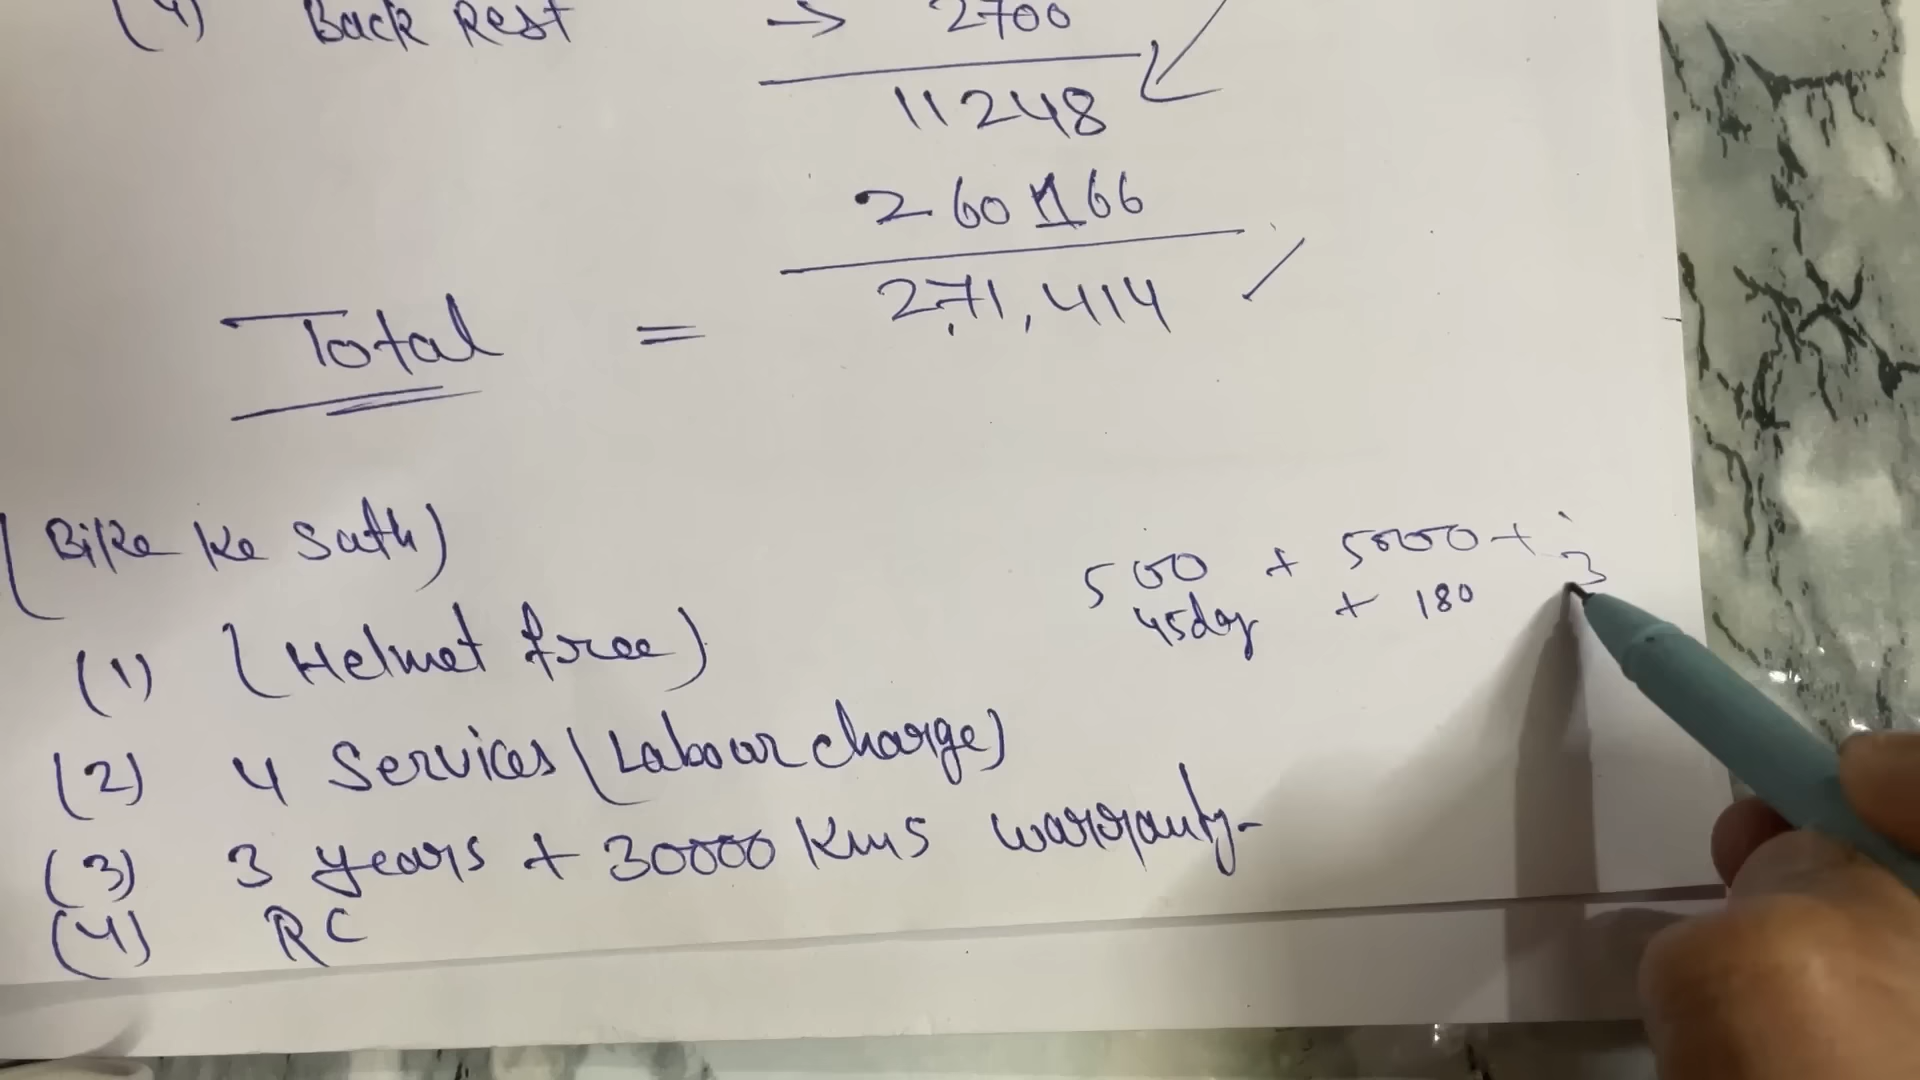 (4) Back Rest → 2700
11248
260166
Total = 271,414
(Bike ke Sath)
500 + 5000 +
45day + 180 3
(1) (Helmet free)
(2) 4 Services (Labour charge)
(3) 3 years + 30000 Kms warranty-
(4) RC